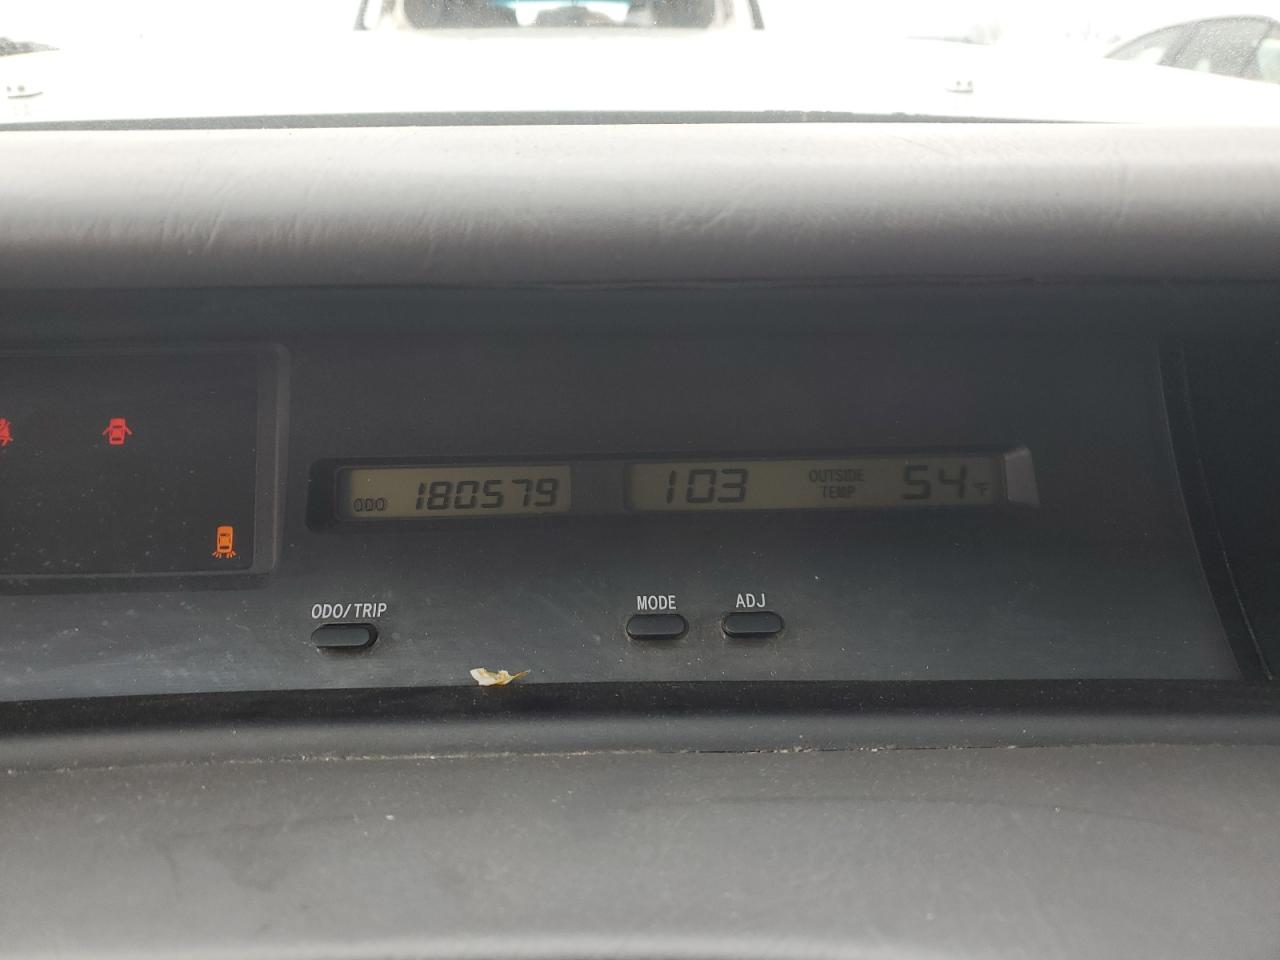 ODO 180579
103 OUTSIDE TEMP 54°F
ODO/TRIP MODE ADJ